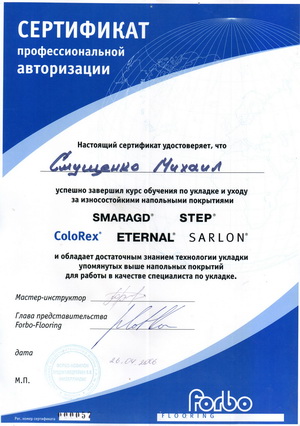 СЕРТИФИКАТ
профессиональной
авторизации
Настоящий сертификат удостоверяет, что
Смущенко Михаил
успешно завершил курс обучения по укладке и уходу
за износостойкими напольными покрытиями
SMARAGD® STEP®
ColoRex® ETERNAL® SARLON®
и обладает достаточным знанием технологии укладки
упомянутых выше напольных покрытий
для работы в качестве специалиста по укладке.
Мастер-инструктор
Глава представительства
Forbo-Flooring
дата
26.04.2006
М.П.
Forbo
FLOORING
Рег. номер сертификата